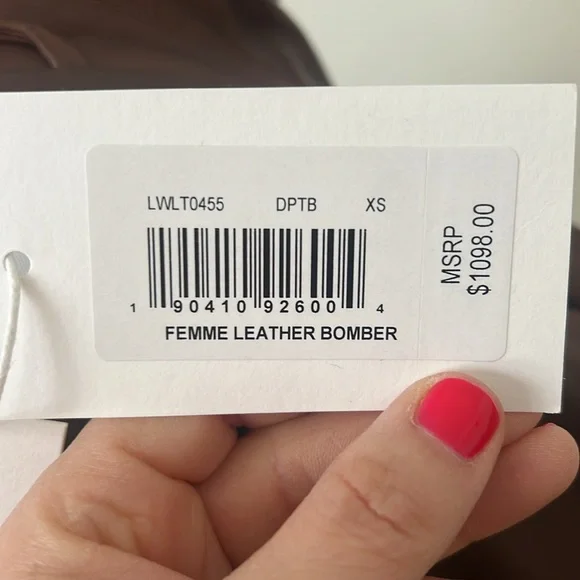 LWLT0455 DPTB XS
1 90410 92600 4
FEMME LEATHER BOMBER
MSRP
$1098.00